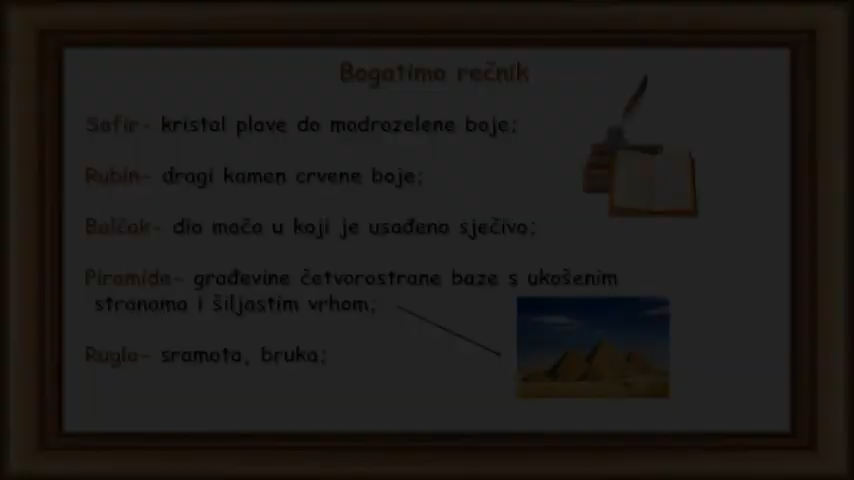 Bogatimo rečnik
Safir- kristal plave do modrozelene boje;
Rubin- dragi kamen crvene boje;
Balčak- dio mača u koji je usađeno sječivo;
Piramide- građevine četvorostrane baze s ukošenim
stranama i šiljastim vrhom;
Ruglo- sramota, bruka;